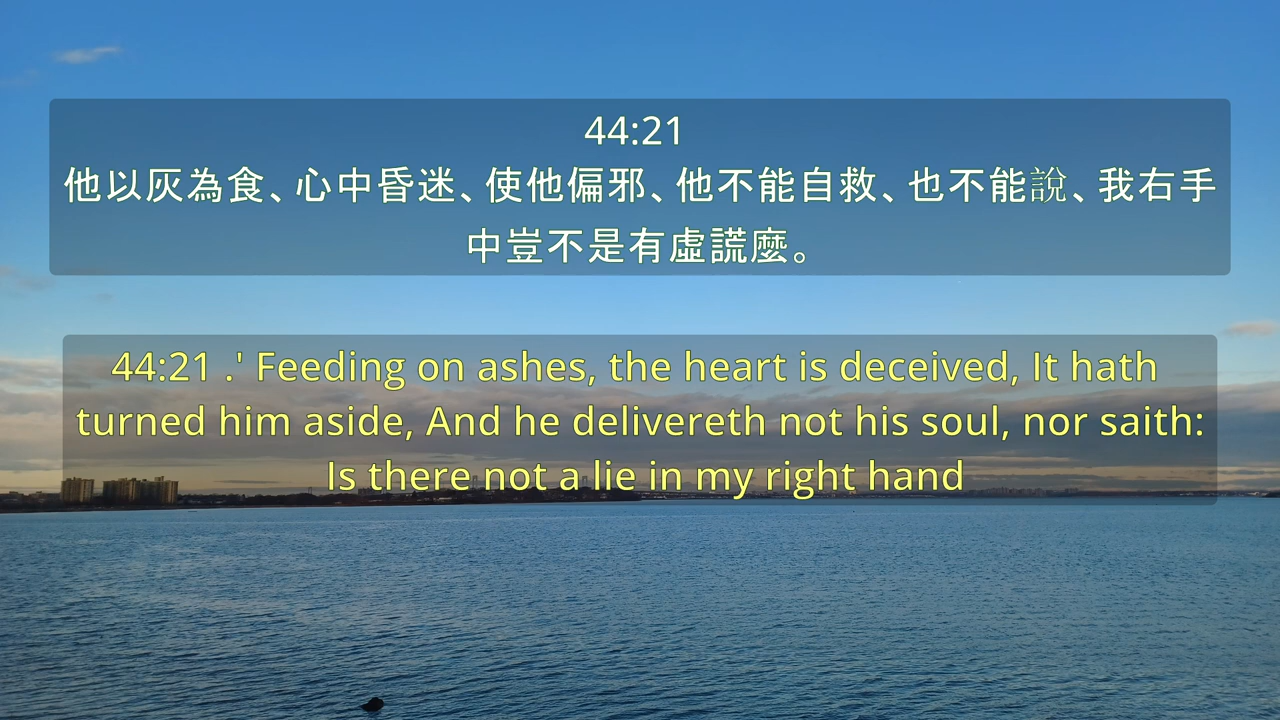 44:21
他以灰為食、心中昏迷、使他偏邪、他不能自救、也不能說、我右手
中豈不是有虛謊麼。
44:21 .' Feeding on ashes, the heart is deceived, It hath
turned him aside, And he delivereth not his soul, nor saith:
Is there not a lie in my right hand